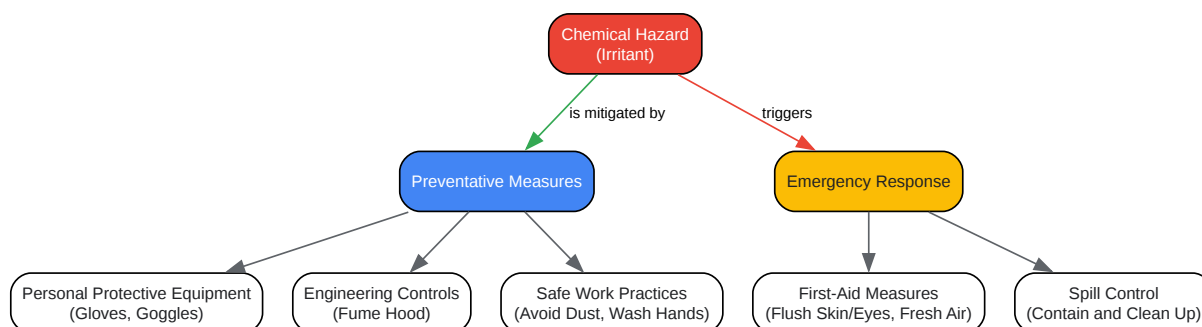 Chemical Hazard
(Irritant)
is mitigated by
triggers
Preventative Measures
Emergency Response
Personal Protective Equipment
(Gloves, Goggles)
Engineering Controls
(Fume Hood)
Safe Work Practices
(Avoid Dust, Wash Hands)
First-Aid Measures
(Flush Skin/Eyes, Fresh Air)
Spill Control
(Contain and Clean Up)